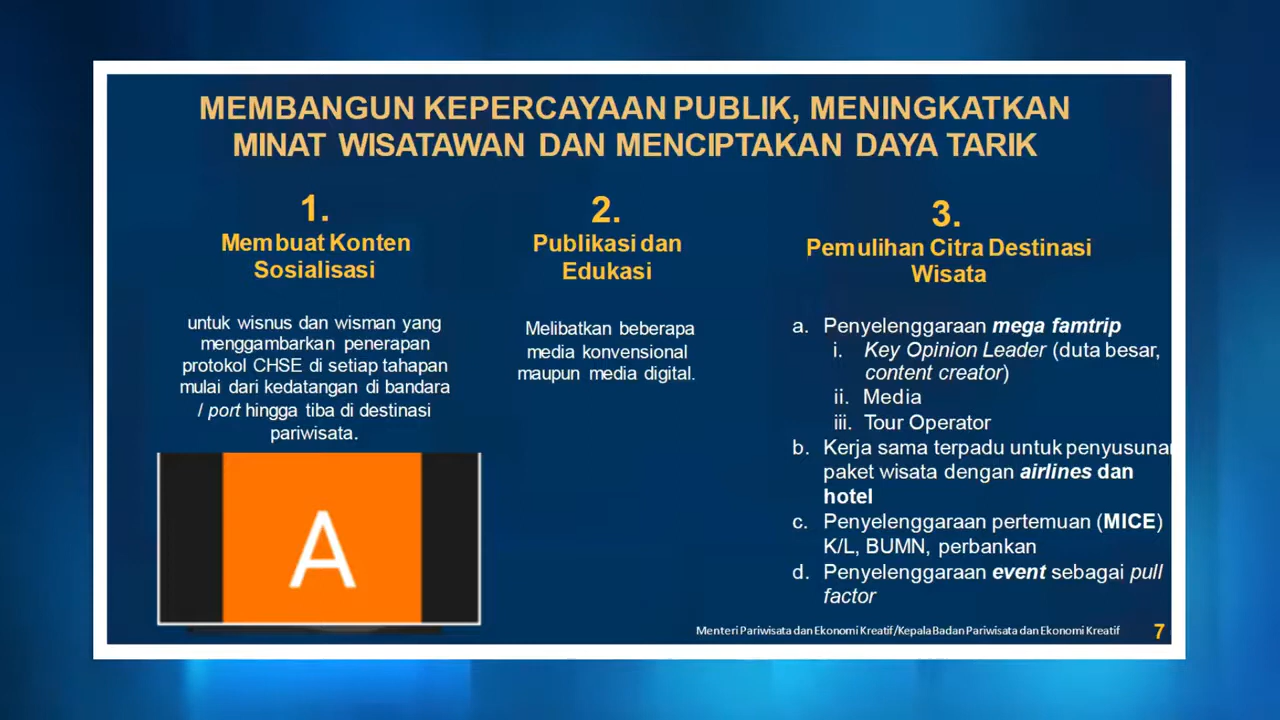 MEMBANGUN KEPERCAYAAN PUBLIK, MENINGKATKAN
MINAT WISATAWAN DAN MENCIPTAKAN DAYA TARIK
1.
Membuat Konten
Sosialisasi
untuk wisnus dan wisman yang
menggambarkan penerapan
protokol CHSE di setiap tahapan
mulai dari kedatangan di bandara
/ port hingga tiba di destinasi
pariwisata.
A
2.
Publikasi dan
Edukasi
Melibatkan beberapa
media konvensional
maupun media digital.
3.
Pemulihan Citra Destinasi
Wisata
a. Penyelenggaraan mega famtrip
i. Key Opinion Leader (duta besar,
content creator)
ii. Media
iii. Tour Operator
b. Kerja sama terpadu untuk penyusunan
paket wisata dengan airlines dan
hotel
c. Penyelenggaraan pertemuan (MICE)
K/L, BUMN, perbankan
d. Penyelenggaraan event sebagai pull
factor
Menteri Pariwisata dan Ekonomi Kreatif/Kepala Badan Pariwisata dan Ekonomi Kreatif
7